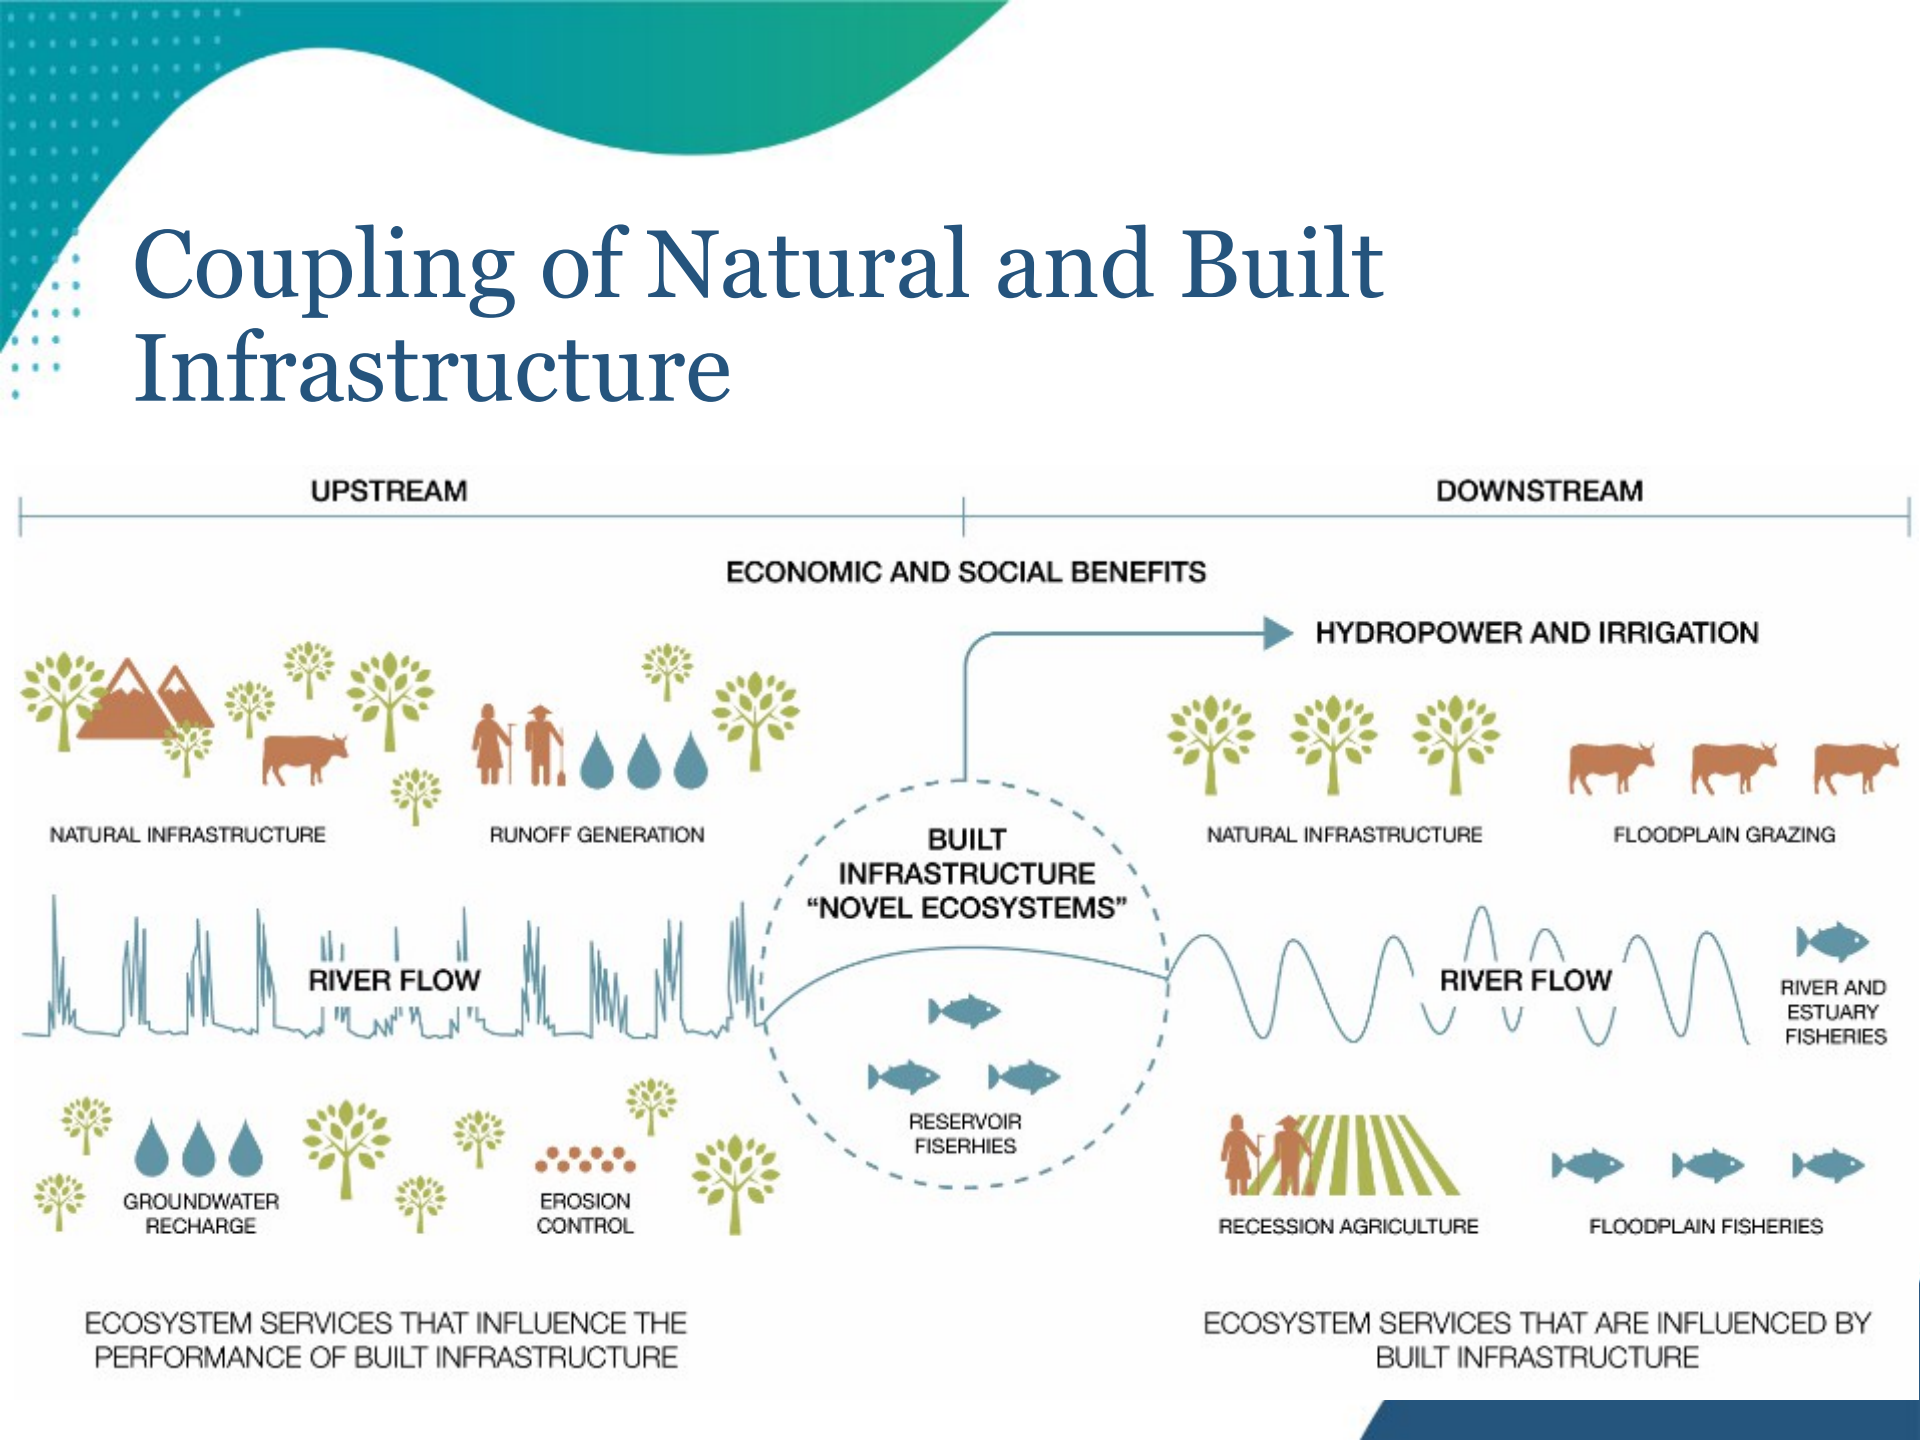 Coupling of Natural and Built
Infrastructure
UPSTREAM
DOWNSTREAM
ECONOMIC AND SOCIAL BENEFITS
HYDROPOWER AND IRRIGATION
NATURAL INFRASTRUCTURE
RUNOFF GENERATION
BUILT
INFRASTRUCTURE
“NOVEL ECOSYSTEMS”
NATURAL INFRASTRUCTURE
FLOODPLAIN GRAZING
RIVER FLOW
RIVER FLOW
RIVER AND
ESTUARY
FISHERIES
RESERVOIR
FISERHIES
GROUNDWATER
RECHARGE
EROSION
CONTROL
RECESSION AGRICULTURE
FLOODPLAIN FISHERIES
ECOSYSTEM SERVICES THAT INFLUENCE THE
PERFORMANCE OF BUILT INFRASTRUCTURE
ECOSYSTEM SERVICES THAT ARE INFLUENCED BY
BUILT INFRASTRUCTURE